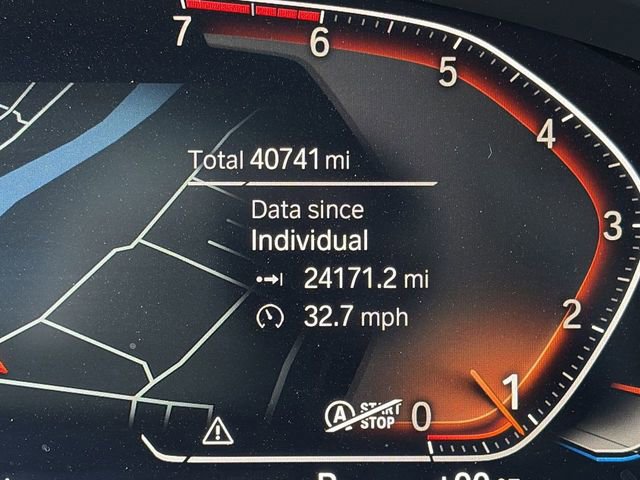 7
6
5
4
3
2
1
0
Total 40741 mi
Data since
Individual
24171.2 mi
32.7 mph
A START
STOP